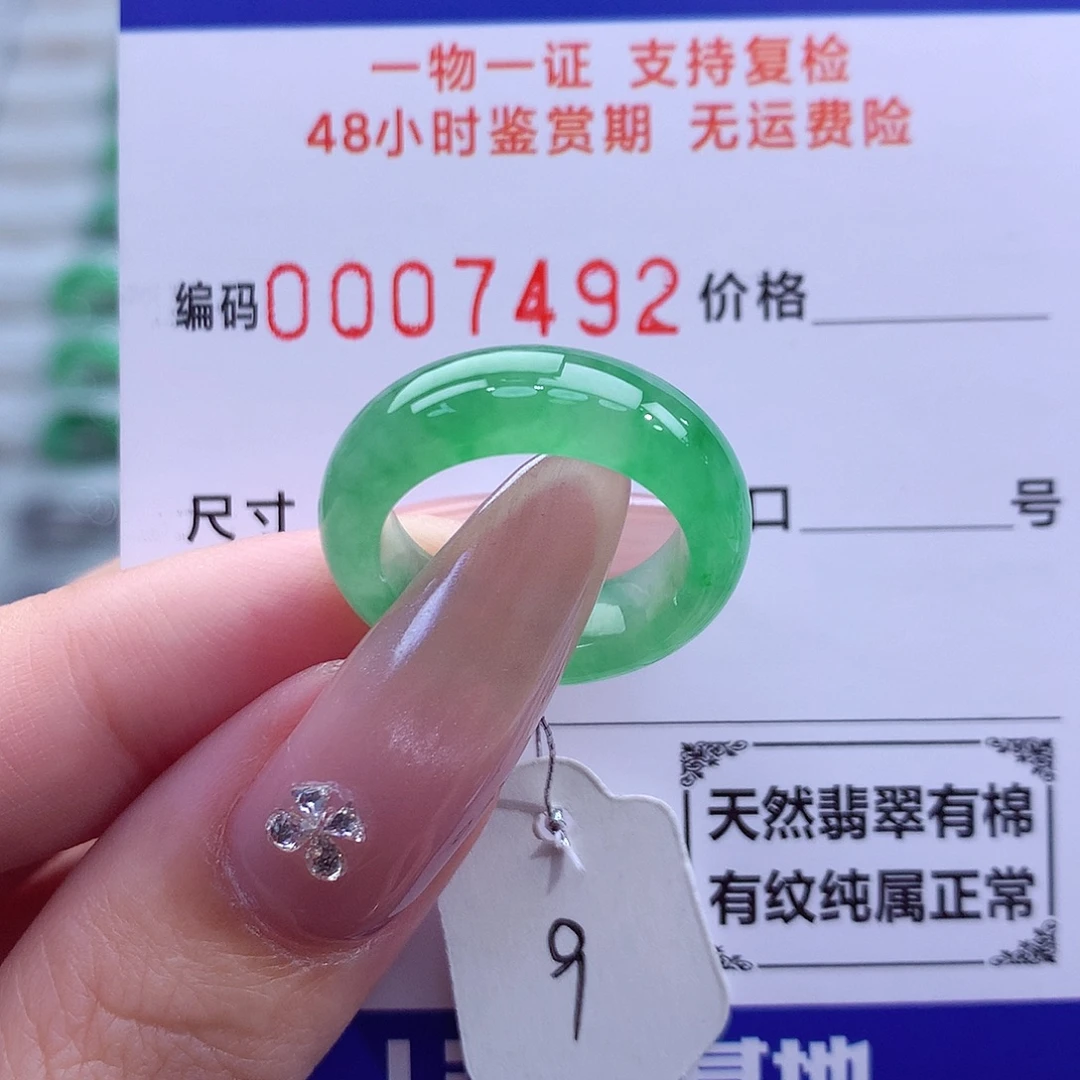 一物一证 支持复检
48小时鉴赏期 无运费险
编码0007492 价格
尺寸 口 号
天然翡翠有棉
有纹纯属正常
9
基地